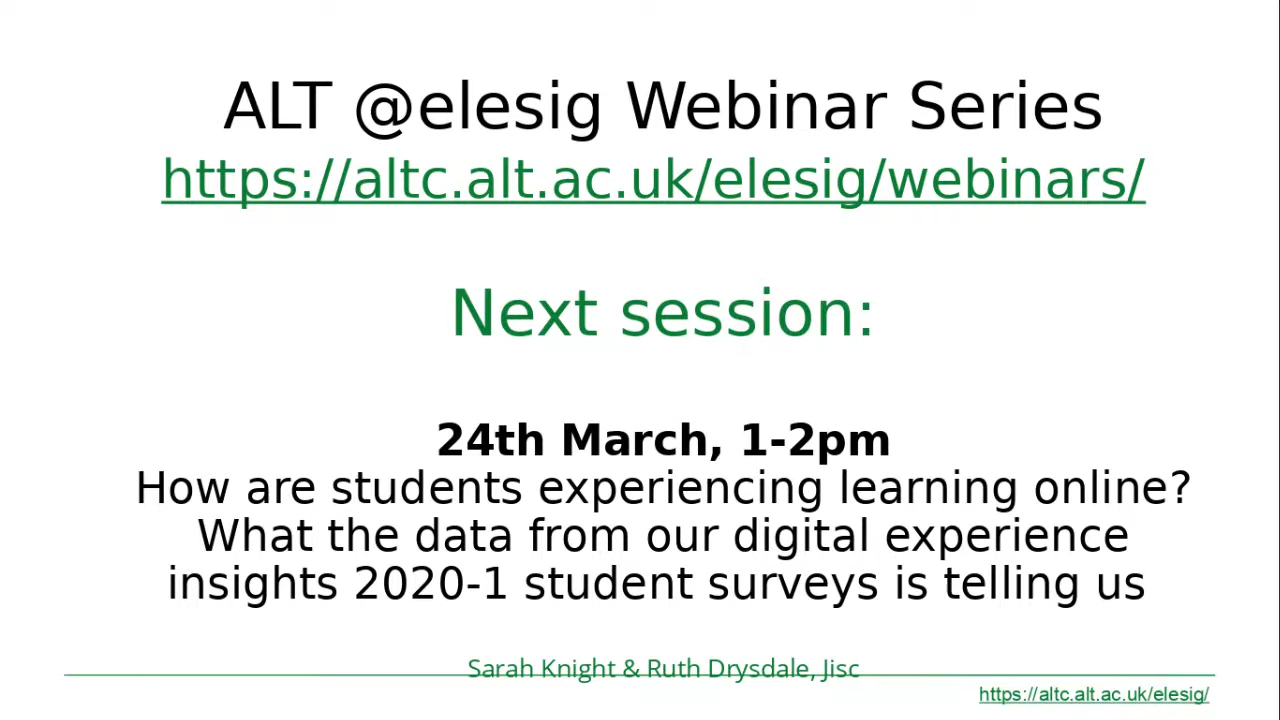 ALT @elesig Webinar Series
https://altc.alt.ac.uk/elesig/webinars/
Next session:
24th March, 1-2pm
How are students experiencing learning online?
What the data from our digital experience
insights 2020-1 student surveys is telling us
Sarah Knight & Ruth Drysdale, Jisc
https://altc.alt.ac.uk/elesig/